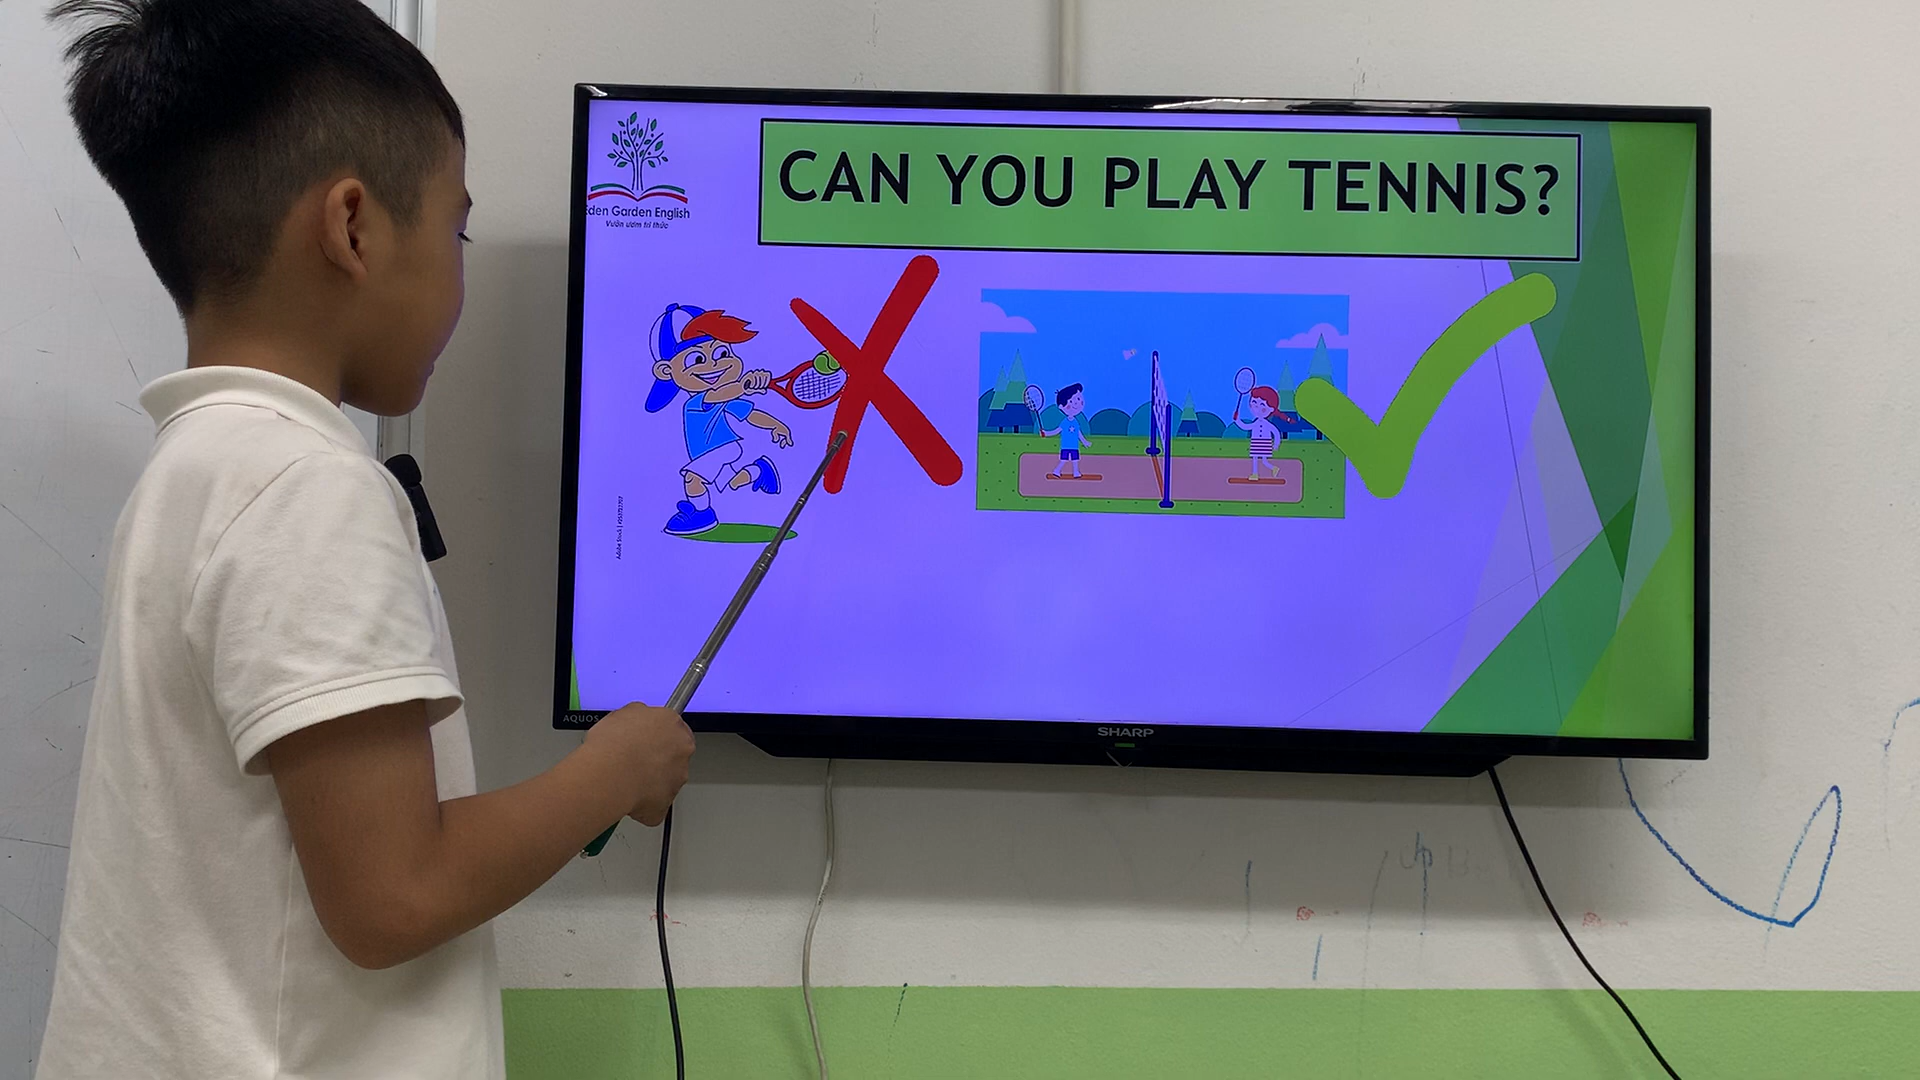 CAN YOU PLAY TENNIS?
Eden Garden English
Vườn ươm tri thức
AQUOS
SHARP